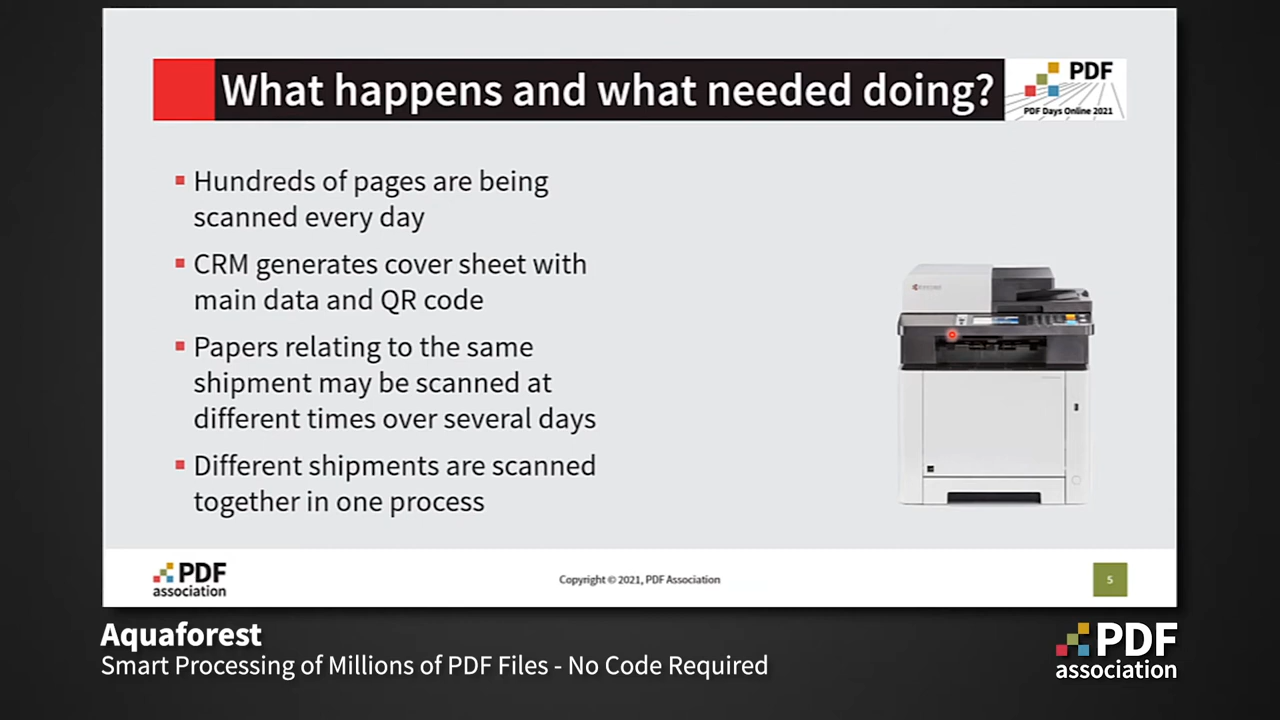 What happens and what needed doing?
PDF
PDF Days Online 2021
Hundreds of pages are being
scanned every day
CRM generates cover sheet with
main data and QR code
Papers relating to the same
shipment may be scanned at
different times over several days
Different shipments are scanned
together in one process
PDF
association
Copyright © 2021, PDF Association
5
Aquaforest
Smart Processing of Millions of PDF Files - No Code Required
PDF
association